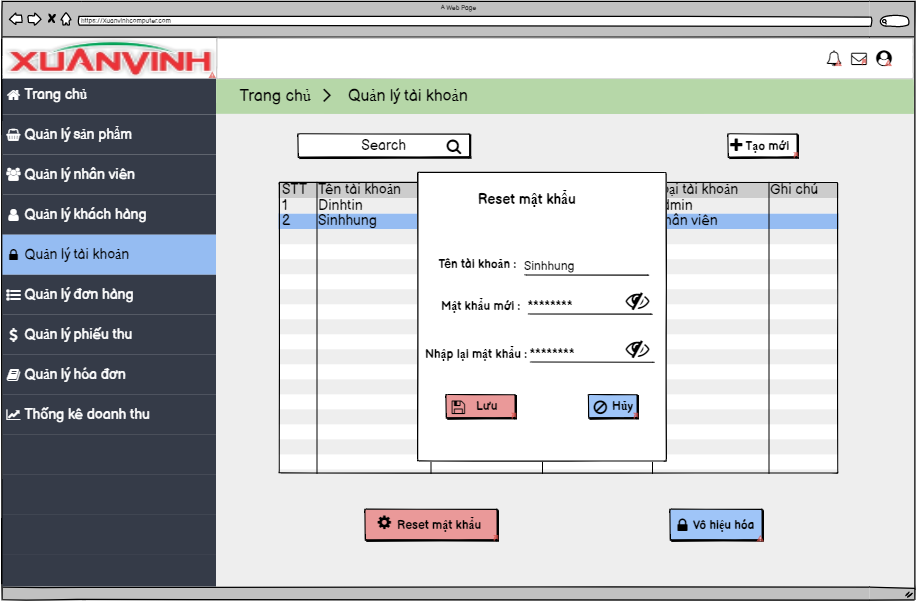 A Web Page
https://xuanvinhcomputer.com
XUÂNVINH
Trang chủ
Quản lý sản phẩm
Quản lý nhân viên
Quản lý khách hàng
Quản lý tài khoản
Quản lý đơn hàng
Quản lý phiếu thu
Quản lý hóa đơn
Thống kê doanh thu
Trang chủ > Quản lý tài khoản
Search
Tạo mới
STT Tên tài khoản ại tài khoản Ghi chú
1 Dinhtin dmin
2 Sinhhung hân viên
Reset mật khẩu
Tên tài khoản : Sinhhung
Mật khẩu mới : ********
Nhập lại mật khẩu : ********
Lưu Hủy
Reset mật khẩu Vô hiệu hóa